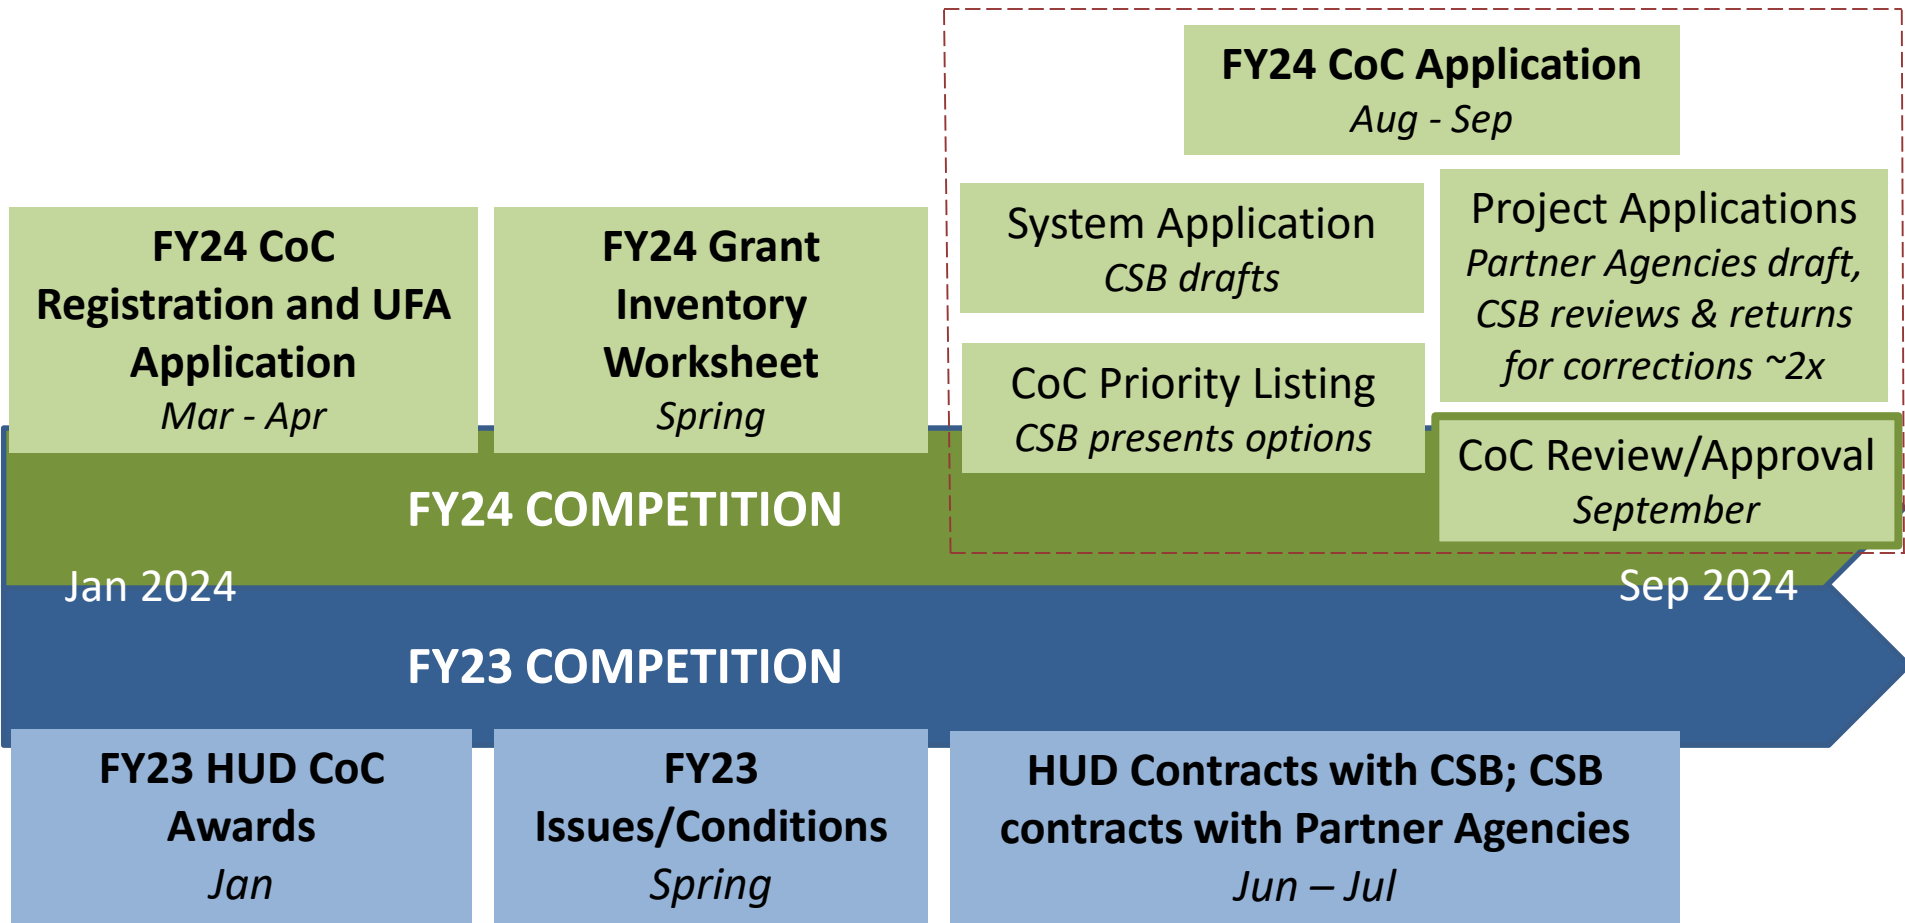 FY24 CoC Application
Aug - Sep
FY24 CoC
Registration and UFA
Application
Mar - Apr
FY24 Grant
Inventory
Worksheet
Spring
System Application
CSB drafts
Project Applications
Partner Agencies draft,
CSB reviews & returns
for corrections ~2x
CoC Priority Listing
CSB presents options
CoC Review/Approval
September
FY24 COMPETITION
Jan 2024
Sep 2024
FY23 COMPETITION
FY23 HUD CoC
Awards
Jan
FY23
Issues/Conditions
Spring
HUD Contracts with CSB; CSB
contracts with Partner Agencies
Jun – Jul